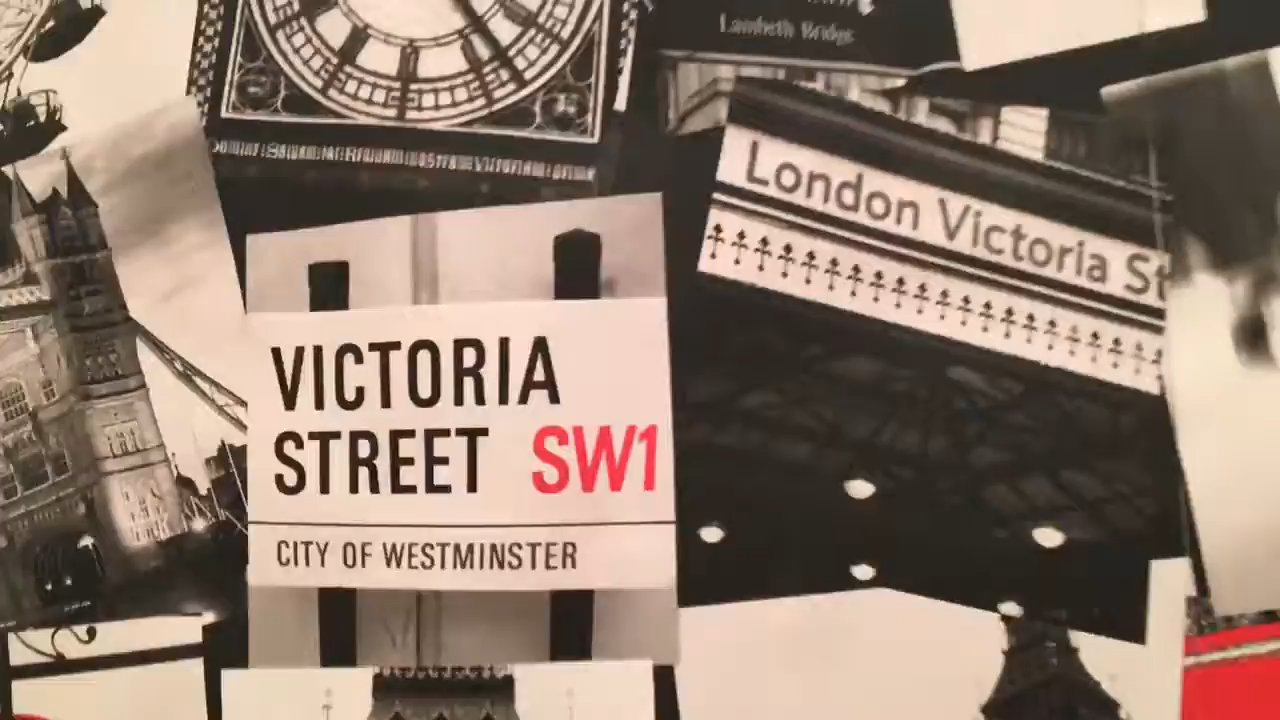 Lambeth Bridge
London Victoria St
VICTORIA
STREET SW1
CITY OF WESTMINSTER